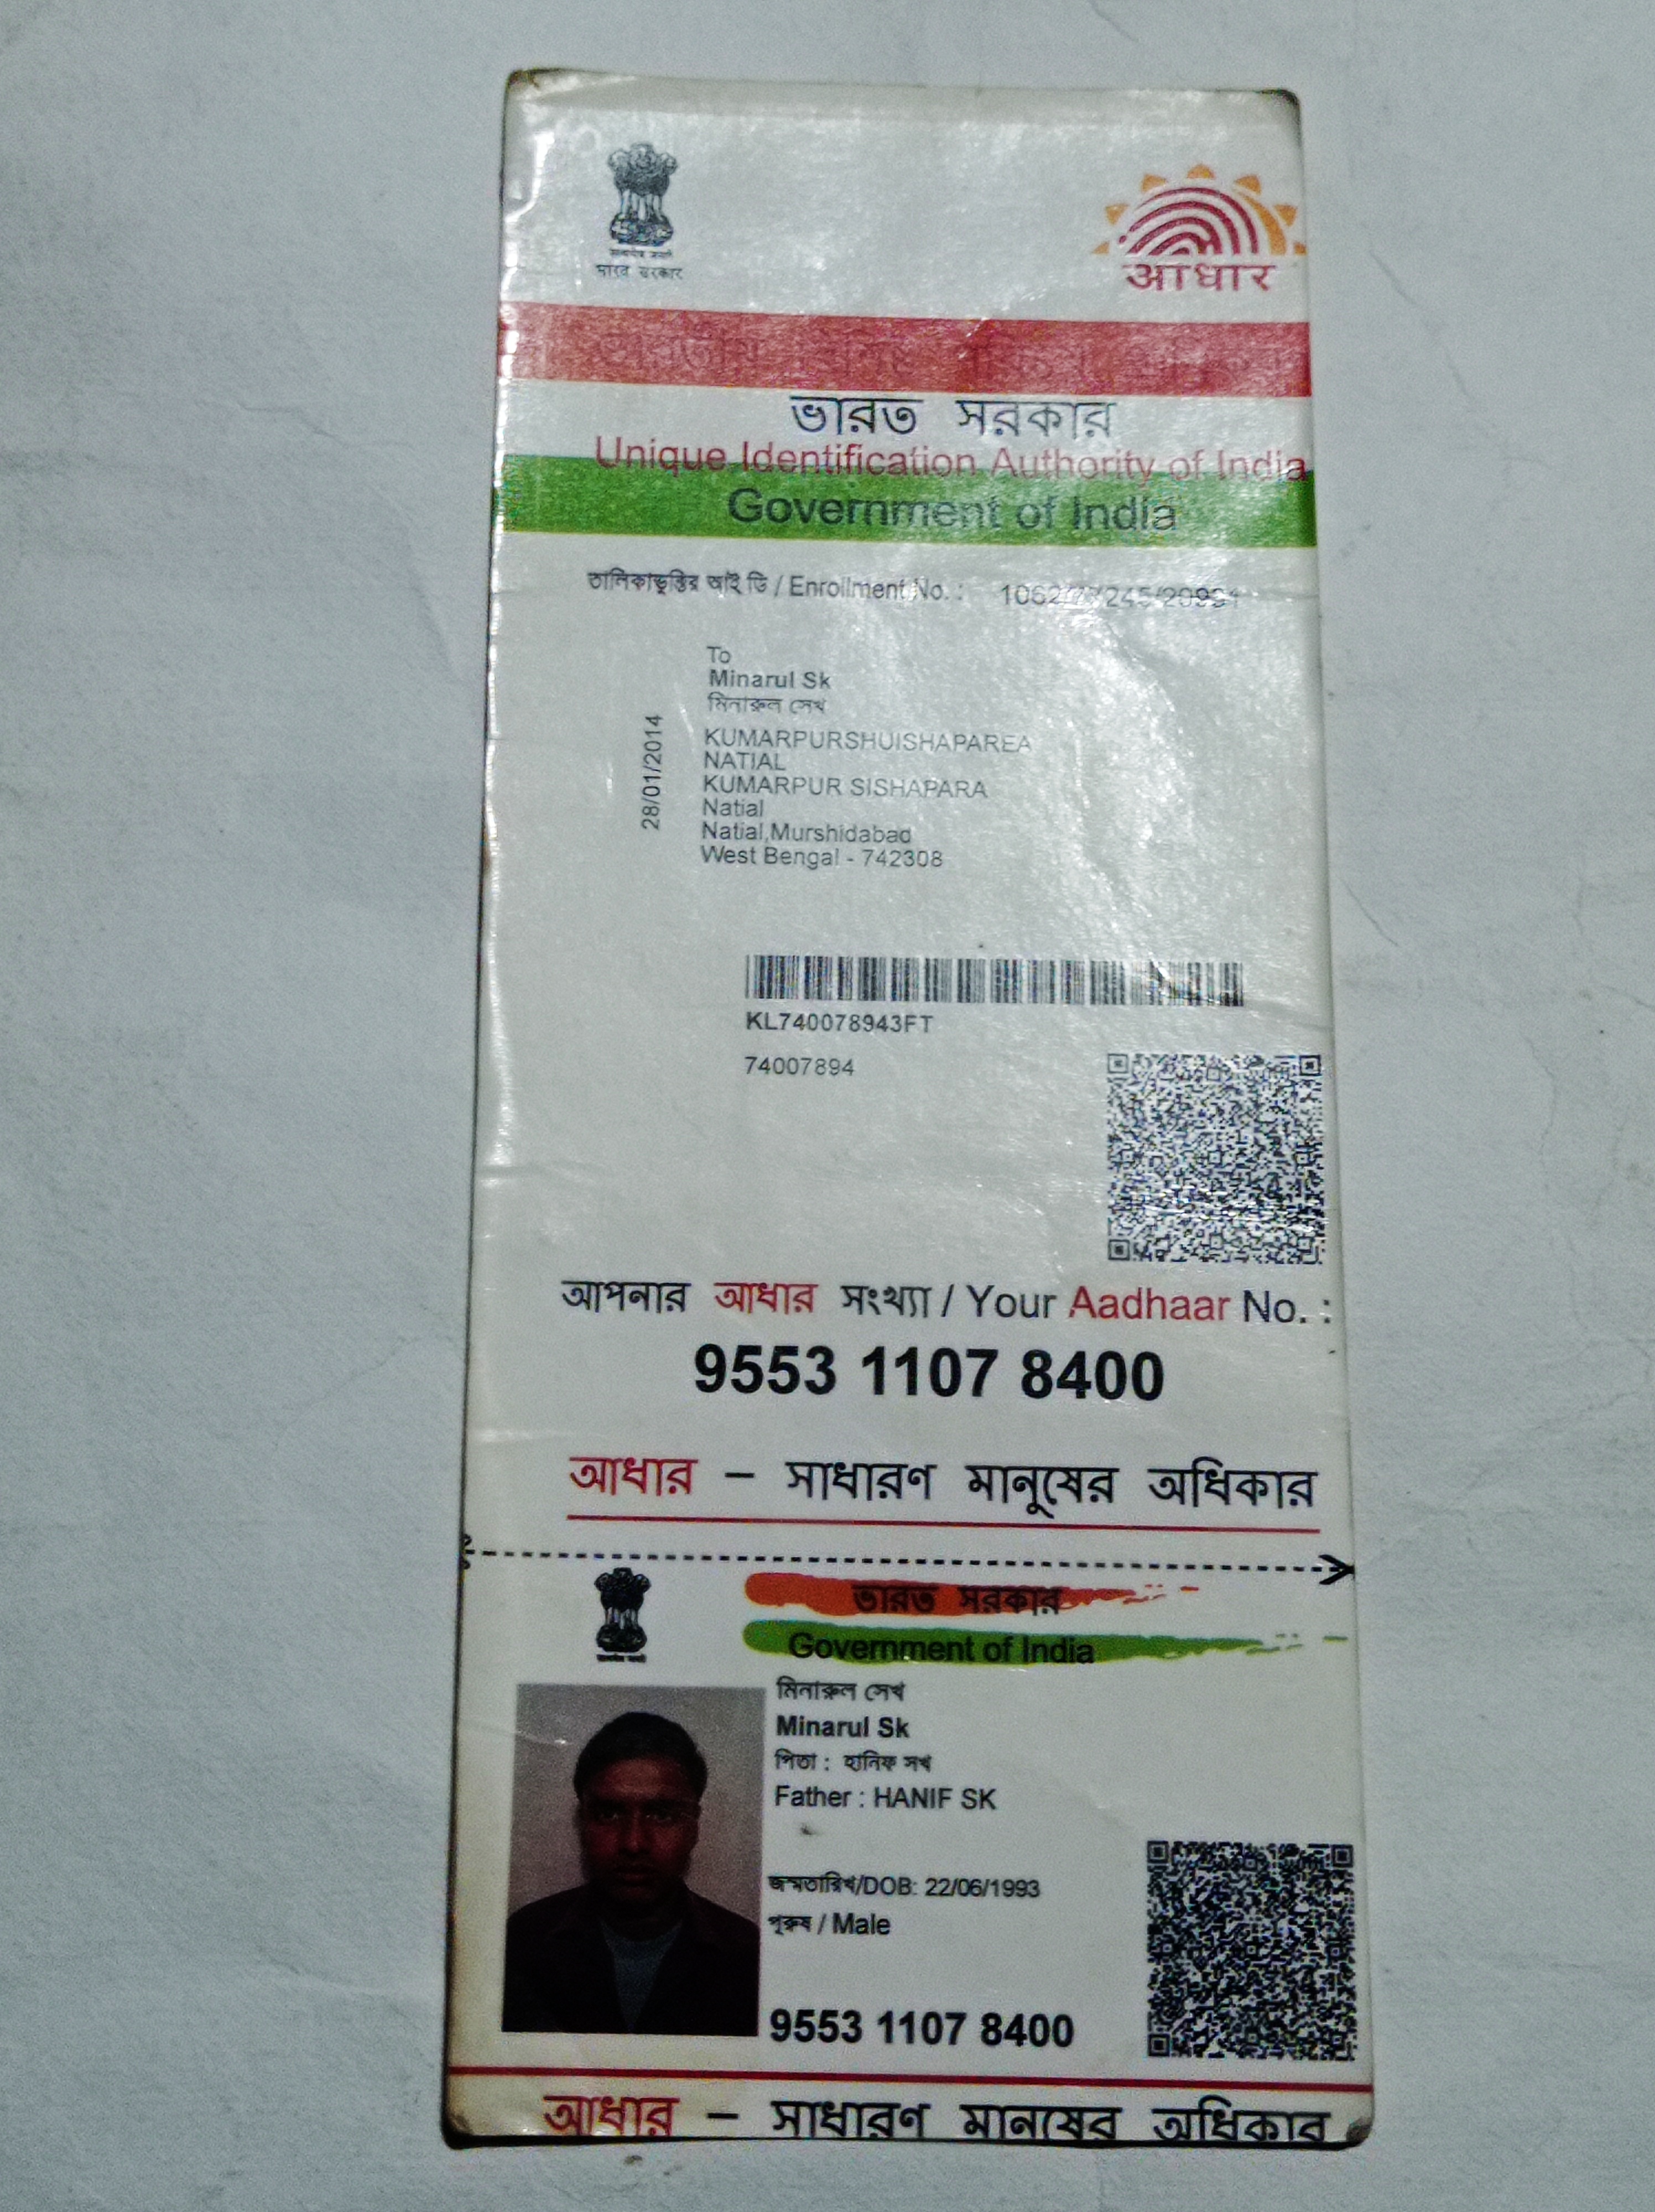 भारत सरकार
आधार
ভারত সরকার
Unique Identification Authority of India
Government of India
তালিকাভুক্তির আই ডি / Enrollment No. :
To
Minarul Sk
মিনারুল সেখ
KUMARPURSHUISHAPAREA
NATIAL
KUMARPUR SISHAPARA
Natial
Natial,Murshidabad
West Bengal - 742308
28/01/2014
KL740078943FT
74007894
আপনার আধার সংখ্যা / Your Aadhaar No. :
9553 1107 8400
আধার – সাধারণ মানুষের অধিকার
ভারত সরকার
Government of India
মিনারুল সেখ
Minarul Sk
পিতা : হানিফ সখ
Father : HANIF SK
জন্মতারিখ/DOB: 22/06/1993
পুরুষ / Male
9553 1107 8400
আধার – সাধারণ মানুষের অধিকার